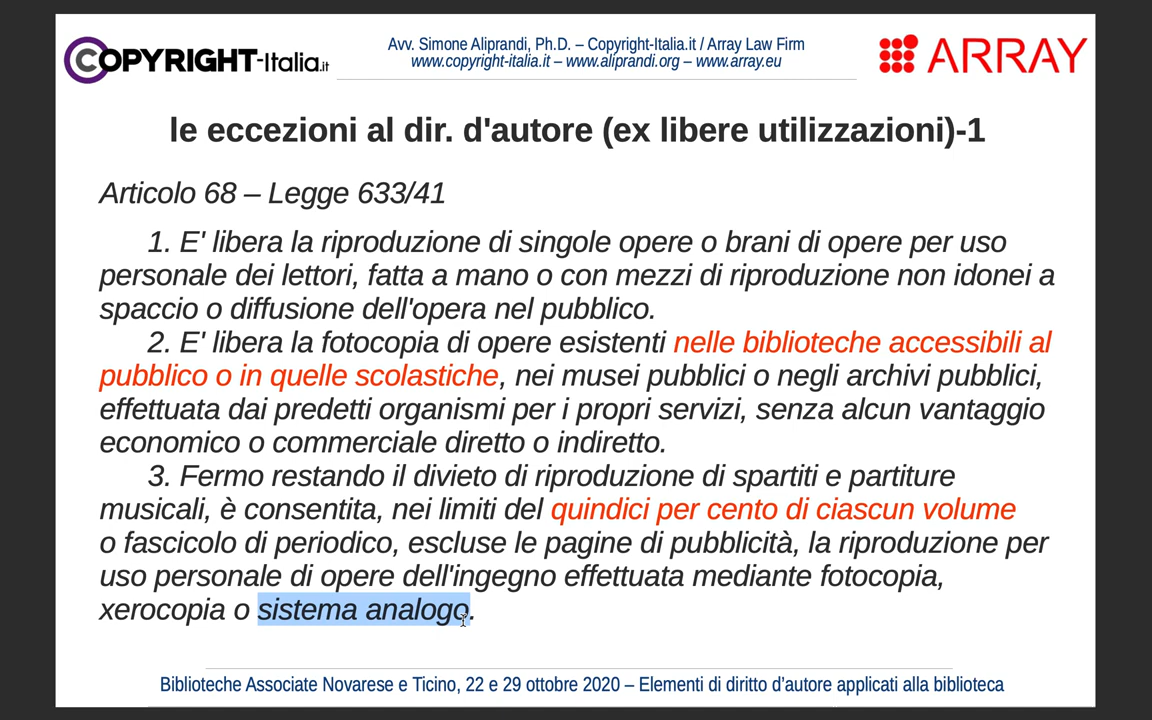 COPYRIGHT-Italia.it
Avv. Simone Aliprandi, Ph.D. – Copyright-Italia.it / Array Law Firm
www.copyright-italia.it – www.aliprandi.org – www.array.eu
ARRAY
le eccezioni al dir. d'autore (ex libere utilizzazioni)-1
Articolo 68 – Legge 633/41
1. E' libera la riproduzione di singole opere o brani di opere per uso
personale dei lettori, fatta a mano o con mezzi di riproduzione non idonei a
spaccio o diffusione dell'opera nel pubblico.
2. E' libera la fotocopia di opere esistenti nelle biblioteche accessibili al
pubblico o in quelle scolastiche, nei musei pubblici o negli archivi pubblici,
effettuata dai predetti organismi per i propri servizi, senza alcun vantaggio
economico o commerciale diretto o indiretto.
3. Fermo restando il divieto di riproduzione di spartiti e partiture
musicali, è consentita, nei limiti del quindici per cento di ciascun volume
o fascicolo di periodico, escluse le pagine di pubblicità, la riproduzione per
uso personale di opere dell'ingegno effettuata mediante fotocopia,
xerocopia o sistema analogo.
Biblioteche Associate Novarese e Ticino, 22 e 29 ottobre 2020 – Elementi di diritto d’autore applicati alla biblioteca